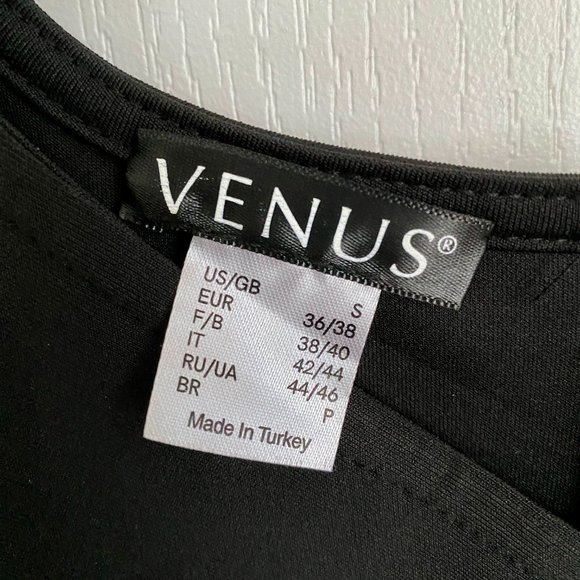 VENUS®
US/GB S
EUR 36/38
F/B 38/40
IT 42/44
RU/UA 44/46
BR P
Made In Turkey